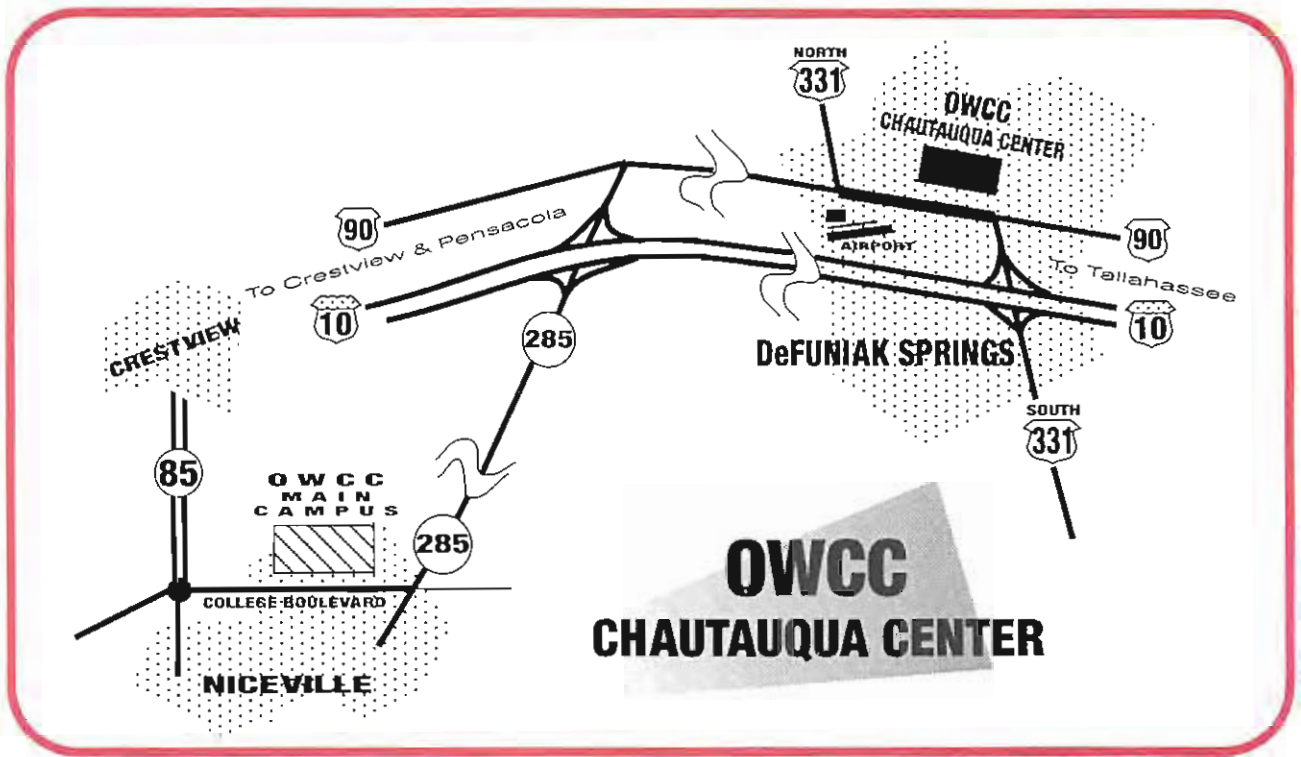 NORTH
331
OWCC
CHAUTAUQUA CENTER
90
To Crestview & Pensacola
AIRPORT
90
To Tallahassee
10
10
CRESTVIEW
285
DeFUNIAK SPRINGS
SOUTH
331
85
OWCC
MAIN
CAMPUS
285
COLLEGE BOULEVARD
NICEVILLE
OWCC
CHAUTAUQUA CENTER